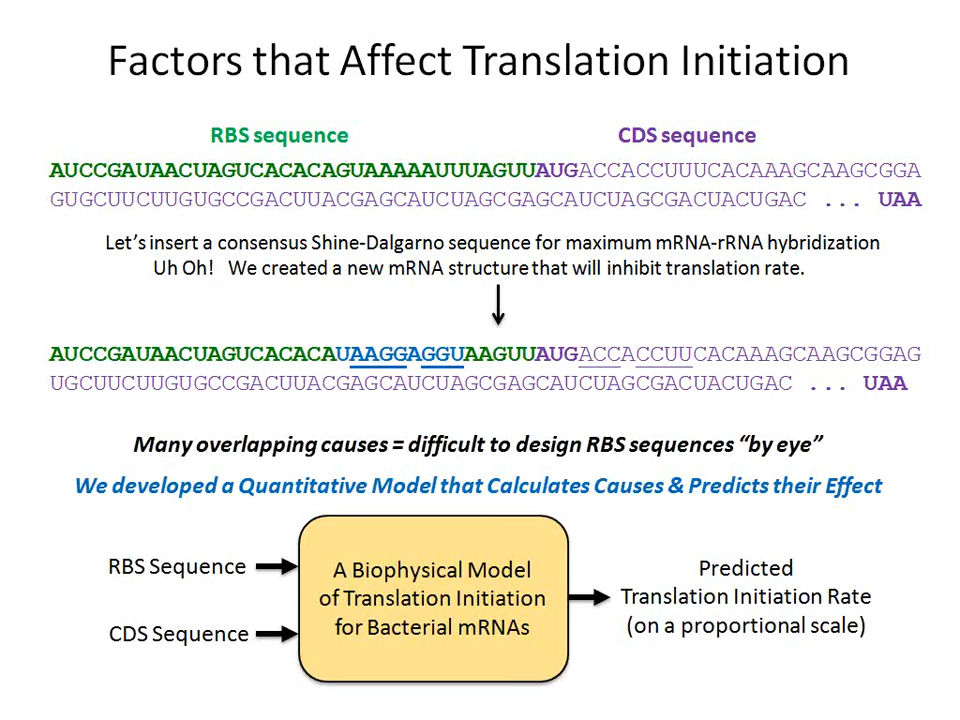 Factors that Affect Translation Initiation
RBS sequence
CDS sequence
AUCCGAUAACUAGUCACACAGUAAAAAUUUAGUUAUGACCACCUUUCACAAAGCAAGCGGA
GUGCUUCUUGUGCCGACUUACGAGCAUCUAGCGAGCAUCUAGCGACUACUGAC ... UAA
Let's insert a consensus Shine-Dalgarno sequence for maximum mRNA-rRNA hybridization
Uh Oh! We created a new mRNA structure that will inhibit translation rate.
AUCCGAUAACUAGUCACACAUAAGGAGGUAAGUUAUGACCACCUUCACAAAGCAAGCGGAG
UGCUUCUUGUGCCGACUUACGAGCAUCUAGCGAGCAUCUAGCGACUACUGAC ... UAA
Many overlapping causes = difficult to design RBS sequences "by eye"
We developed a Quantitative Model that Calculates Causes & Predicts their Effect
RBS Sequence
CDS Sequence
A Biophysical Model
of Translation Initiation
for Bacterial mRNAs
Predicted
Translation Initiation Rate
(on a proportional scale)